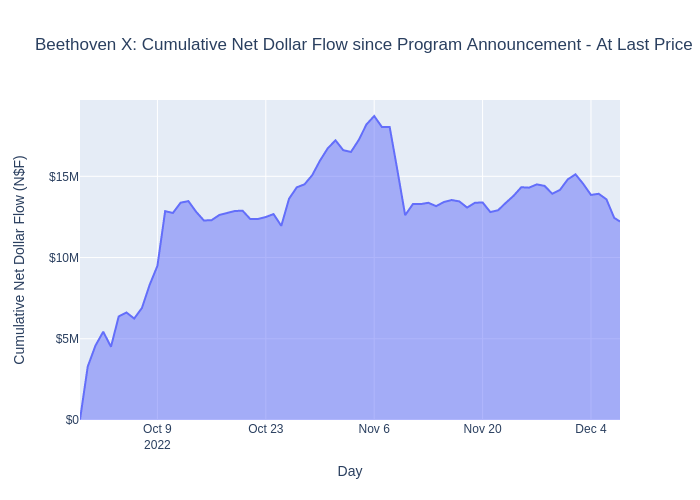 Beethoven X: Cumulative Net Dollar Flow since Program Announcement - At Last Price
Cumulative Net Dollar Flow (N$F)
$15M
$10M
$5M
$0
Oct 9
2022
Oct 23
Nov 6
Nov 20
Dec 4
Day